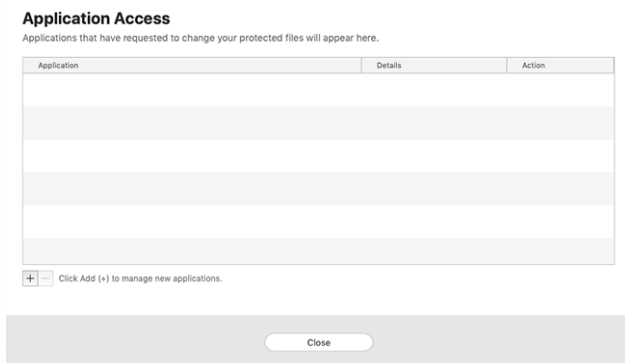 Application Access
Applications that have requested to change your protected files will appear here.
Application Details Action
+ − Click Add (+) to manage new applications.
Close